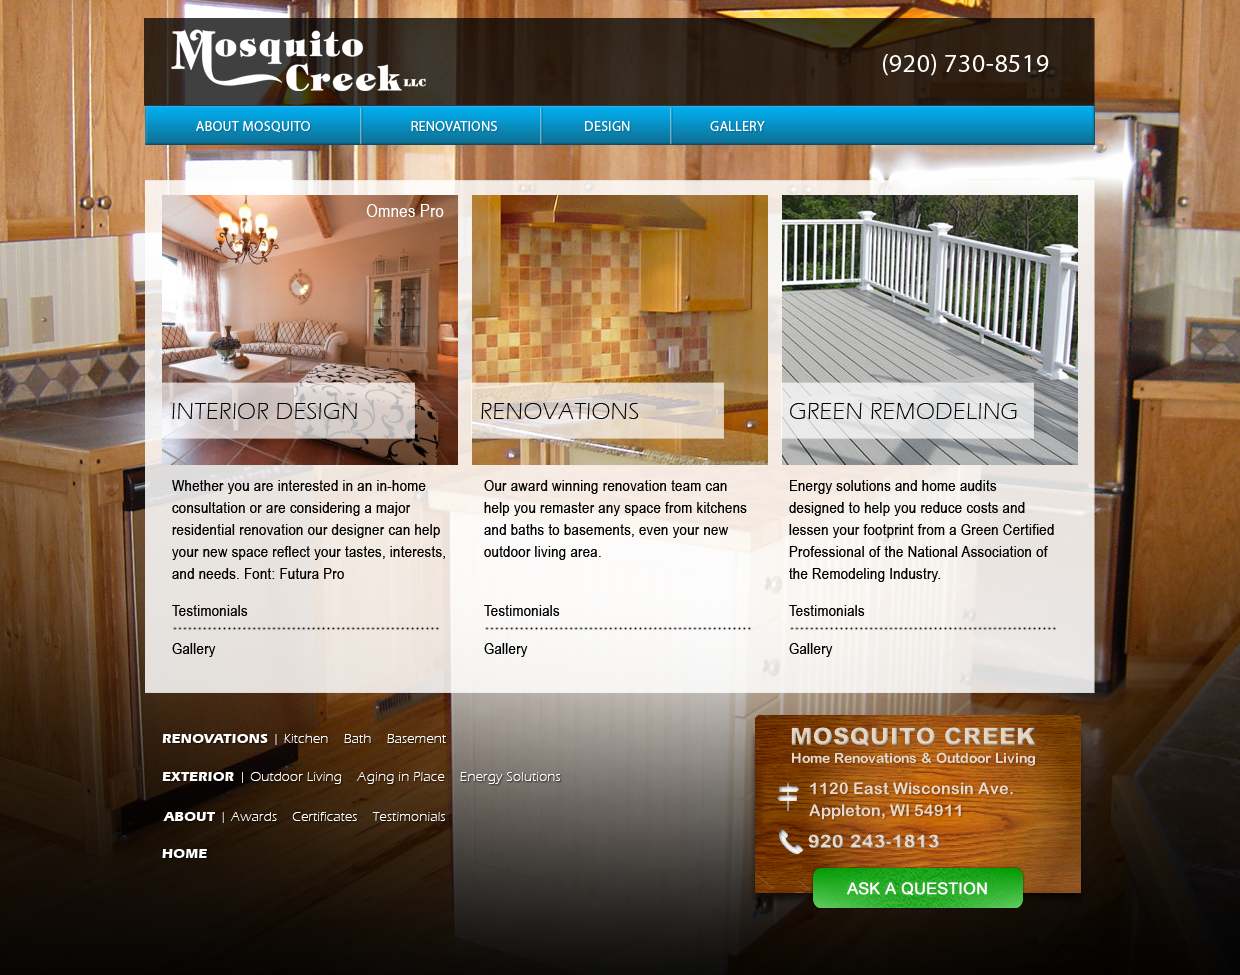 Mosquito
Creek LLC
(920) 730-8519
ABOUT MOSQUITO
RENOVATIONS
DESIGN
GALLERY
Omnes Pro
INTERIOR DESIGN
Whether you are interested in an in-home
consultation or are considering a major
residential renovation our designer can help
your new space reflect your tastes, interests,
and needs. Font: Futura Pro
Testimonials
Gallery
RENOVATIONS
Our award winning renovation team can
help you remaster any space from kitchens
and baths to basements, even your new
outdoor living area.
Testimonials
Gallery
GREEN REMODELING
Energy solutions and home audits
designed to help you reduce costs and
lessen your footprint from a Green Certified
Professional of the National Association of
the Remodeling Industry.
Testimonials
Gallery
RENOVATIONS | Kitchen Bath Basement
EXTERIOR | Outdoor Living Aging in Place Energy Solutions
ABOUT | Awards Certificates Testimonials
HOME
MOSQUITO CREEK
Home Renovations & Outdoor Living
1120 East Wisconsin Ave.
Appleton, WI 54911
920 243-1813
ASK A QUESTION